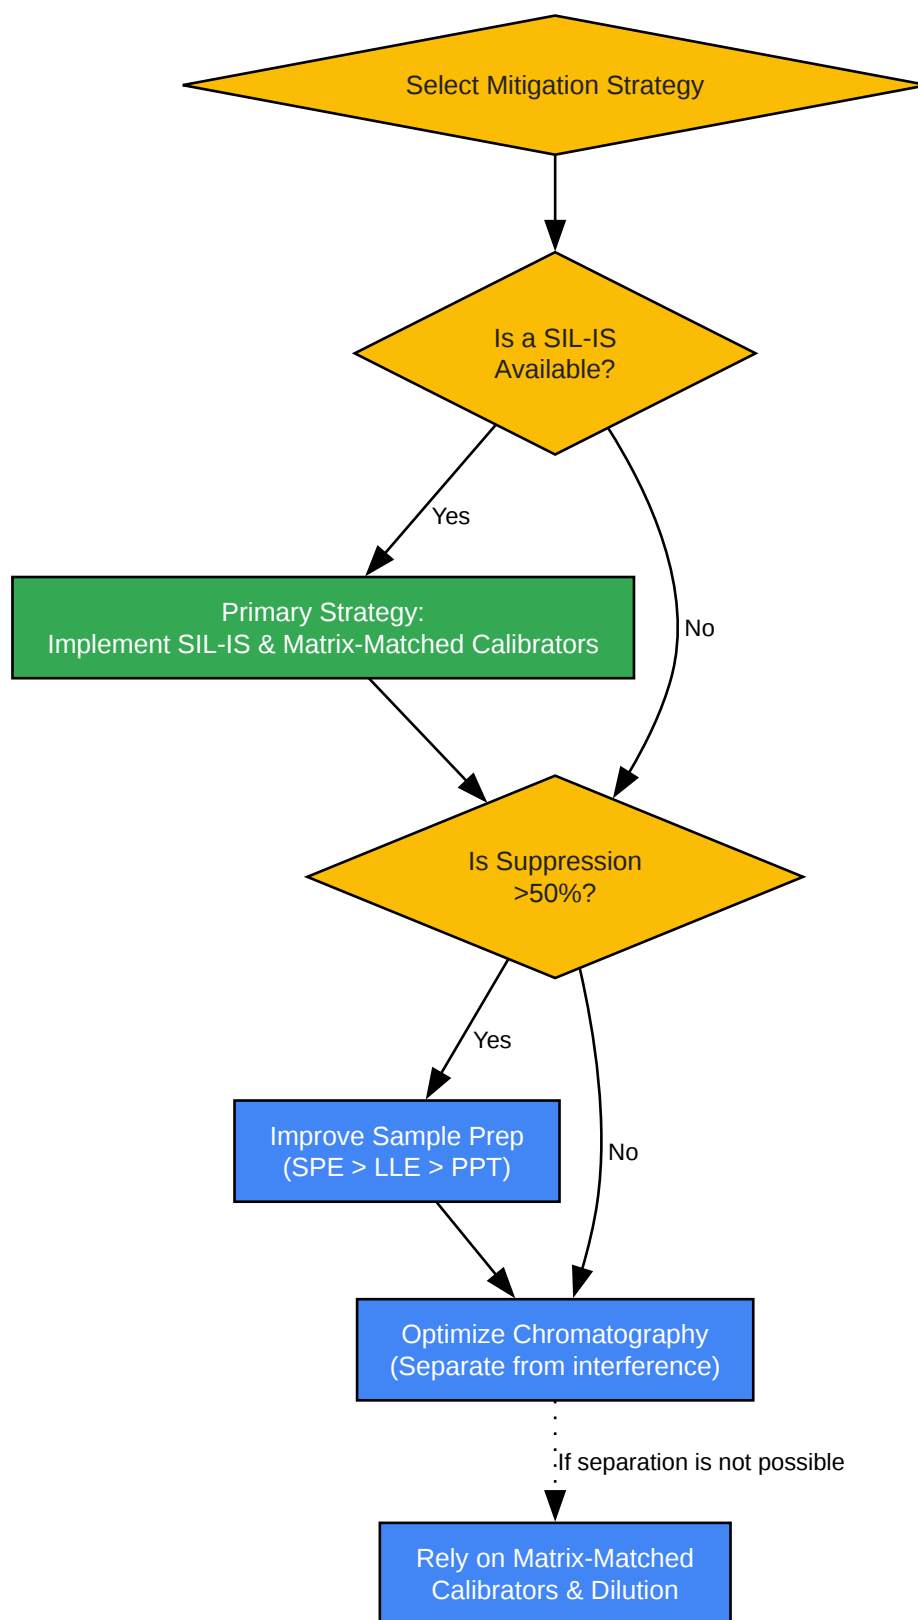 Select Mitigation Strategy
Is a SIL-IS
Available?
Yes
Primary Strategy:
Implement SIL-IS & Matrix-Matched Calibrators
No
Is Suppression
>50%?
Yes
Improve Sample Prep
(SPE > LLE > PPT)
No
Optimize Chromatography
(Separate from interference)
If separation is not possible
Rely on Matrix-Matched
Calibrators & Dilution